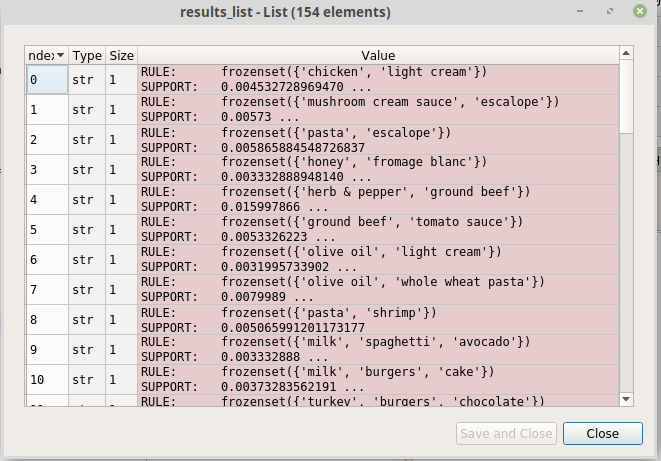 results_list - List (154 elements)
nde Type Size Value
0 str 1 RULE: frozenset({'chicken', 'light cream'})
SUPPORT: 0.004532728969470 ...
1 str 1 RULE: frozenset({'mushroom cream sauce', 'escalope'})
SUPPORT: 0.00573 ...
2 str 1 RULE: frozenset({'pasta', 'escalope'})
SUPPORT: 0.005865884548726837
3 str 1 RULE: frozenset({'honey', 'fromage blanc'})
SUPPORT: 0.003332888948140 ...
4 str 1 RULE: frozenset({'herb & pepper', 'ground beef'})
SUPPORT: 0.015997866 ...
5 str 1 RULE: frozenset({'ground beef', 'tomato sauce'})
SUPPORT: 0.0053326223 ...
6 str 1 RULE: frozenset({'olive oil', 'light cream'})
SUPPORT: 0.0031995733902 ...
7 str 1 RULE: frozenset({'olive oil', 'whole wheat pasta'})
SUPPORT: 0.0079989 ...
8 str 1 RULE: frozenset({'pasta', 'shrimp'})
SUPPORT: 0.005065991201173177
9 str 1 RULE: frozenset({'milk', 'spaghetti', 'avocado'})
SUPPORT: 0.003332888 ...
10 str 1 RULE: frozenset({'milk', 'burgers', 'cake'})
SUPPORT: 0.00373283562191 ...
RULE: frozenset({'turkey', 'burgers', 'chocolate'})
Save and Close Close